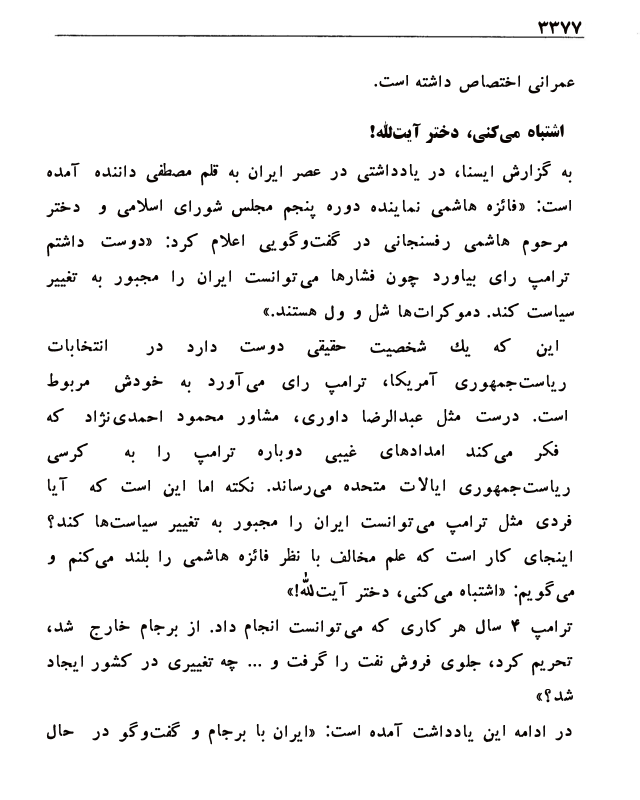 ۳۳۷۷
عمرانی اختصاص داشته است.
اشتباه می‌کنی، دختر آیت‌الله!
به گزارش ایسنا، در یادداشتی در عصر ایران به قلم مصطفی داننده آمده
است: «فائزه هاشمی نماینده دوره پنجم مجلس شورای اسلامی و دختر
مرحوم هاشمی رفسنجانی در گفت‌وگویی اعلام کرد: «دوست داشتم
ترامپ رای بیاورد چون فشارها می‌توانست ایران را مجبور به تغییر
سیاست کند. دموکرات‌ها شل و ول هستند.»
این که یك شخصیت حقیقی دوست دارد در انتخابات
ریاست‌جمهوری آمریکا، ترامپ رای می‌آورد به خودش مربوط
است. درست مثل عبدالرضا داوری، مشاور محمود احمدی‌نژاد که
فکر می‌کند امدادهای غیبی دوباره ترامپ را به کرسی
ریاست‌جمهوری ایالات متحده می‌رساند. نکته اما این است که آیا
فردی مثل ترامپ می‌توانست ایران را مجبور به تغییر سیاست‌ها کند؟
اینجای کار است که علم مخالف با نظر فائزه هاشمی را بلند می‌کنم و
می‌گویم: «اشتباه می‌کنی، دختر آیت‌الله!»
ترامپ ۴ سال هر کاری که می‌توانست انجام داد. از برجام خارج شد،
تحریم کرد، جلوی فروش نفت را گرفت و ... چه تغییری در کشور ایجاد
شد؟»
در ادامه این یادداشت آمده است: «ایران با برجام و گفت‌وگو در حال